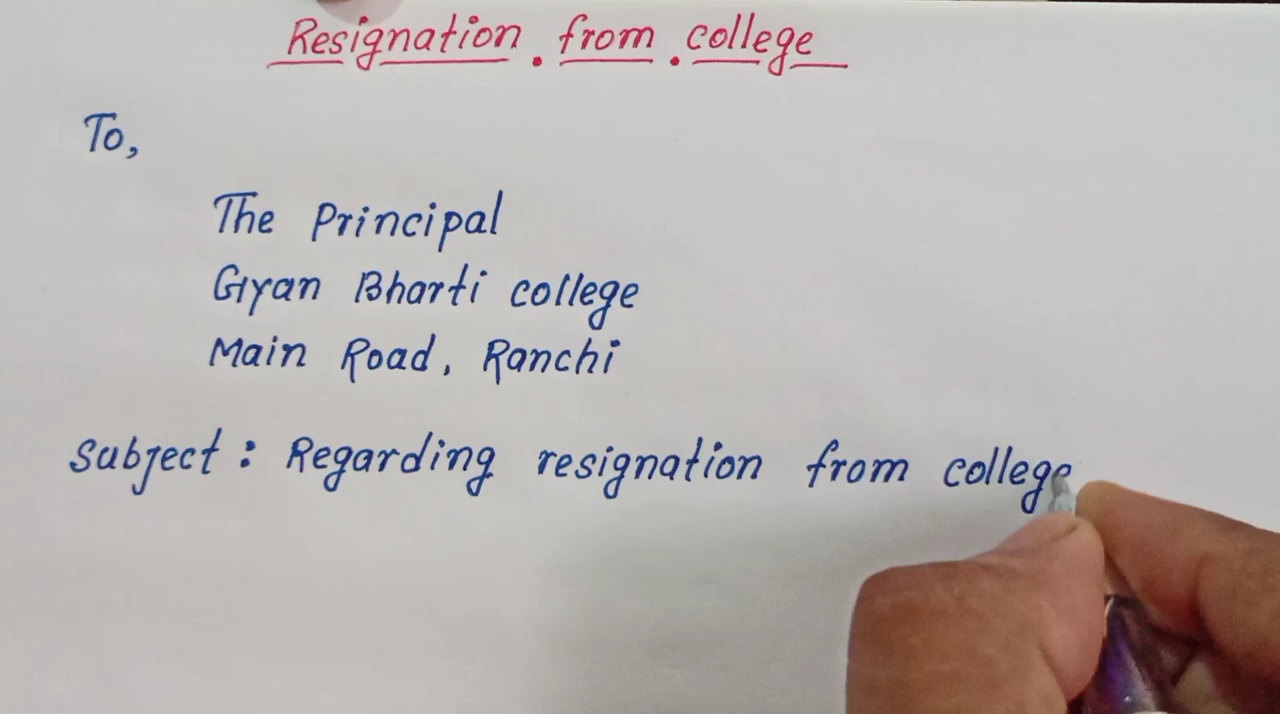 Resignation . from . college
To,
The Principal
Gyan Bharti college
Main Road, Ranchi
Subject : Regarding resignation from college